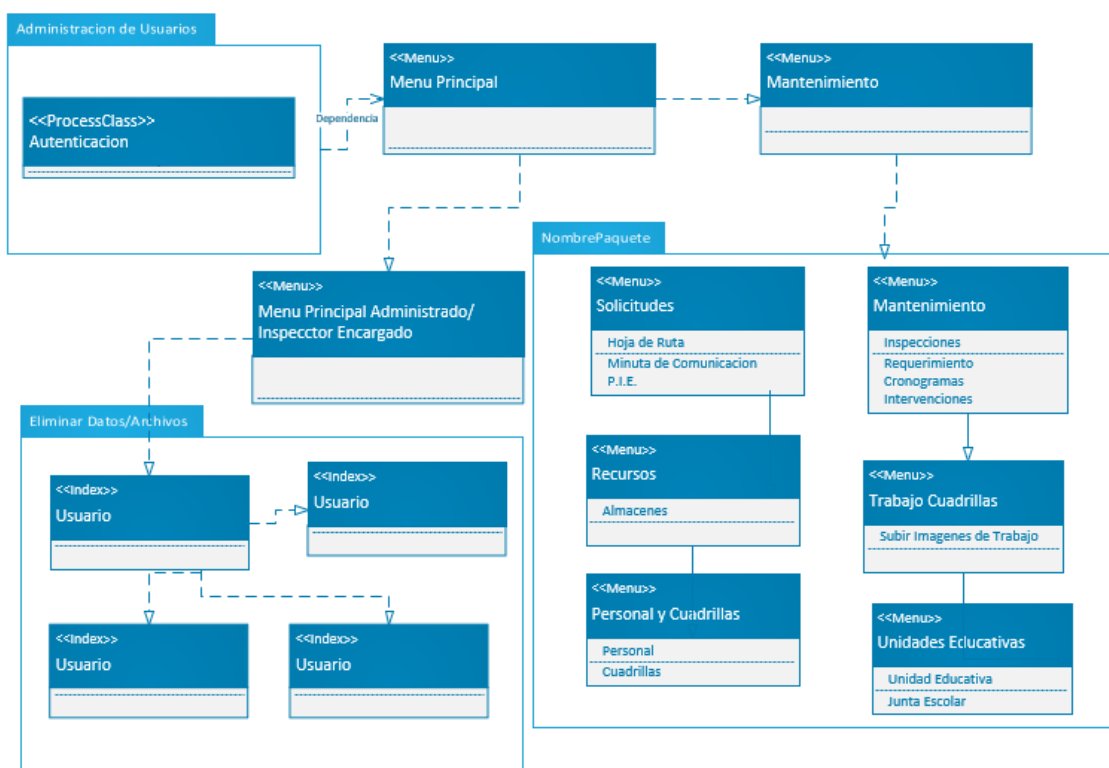 Administracion de Usuarios
<<ProcessClass>>
Autenticacion
Dependencia
<<Menu>>
Menu Principal
<<Menu>>
Mantenimiento
<<Menu>>
Menu Principal Administrado/
Inspecctor Encargado
Eliminar Datos/Archivos
<<Index>>
Usuario
<<Index>>
Usuario
<<Index>>
Usuario
<<Index>>
Usuario
NombrePaquete
<<Menu>>
Solicitudes
Hoja de Ruta
Minuta de Comunicacion
P.I.E.
<<Menu>>
Recursos
Almacenes
<<Menu>>
Personal y Cuadrillas
Personal
Cuadrillas
<<Menu>>
Mantenimiento
Inspecciones
Requerimiento
Cronogramas
Intervenciones
<<Menu>>
Trabajo Cuadrillas
Subir Imagenes de Trabajo
<<Menu>>
Unidades Educativas
Unidad Educativa
Junta Escolar